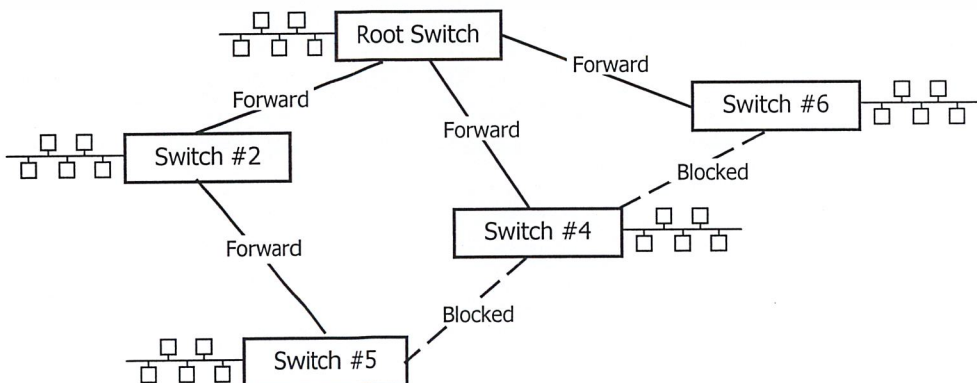 Root Switch
Forward
Switch #6
Forward
Forward
Switch #2
Blocked
Switch #4
Forward
Blocked
Switch #5